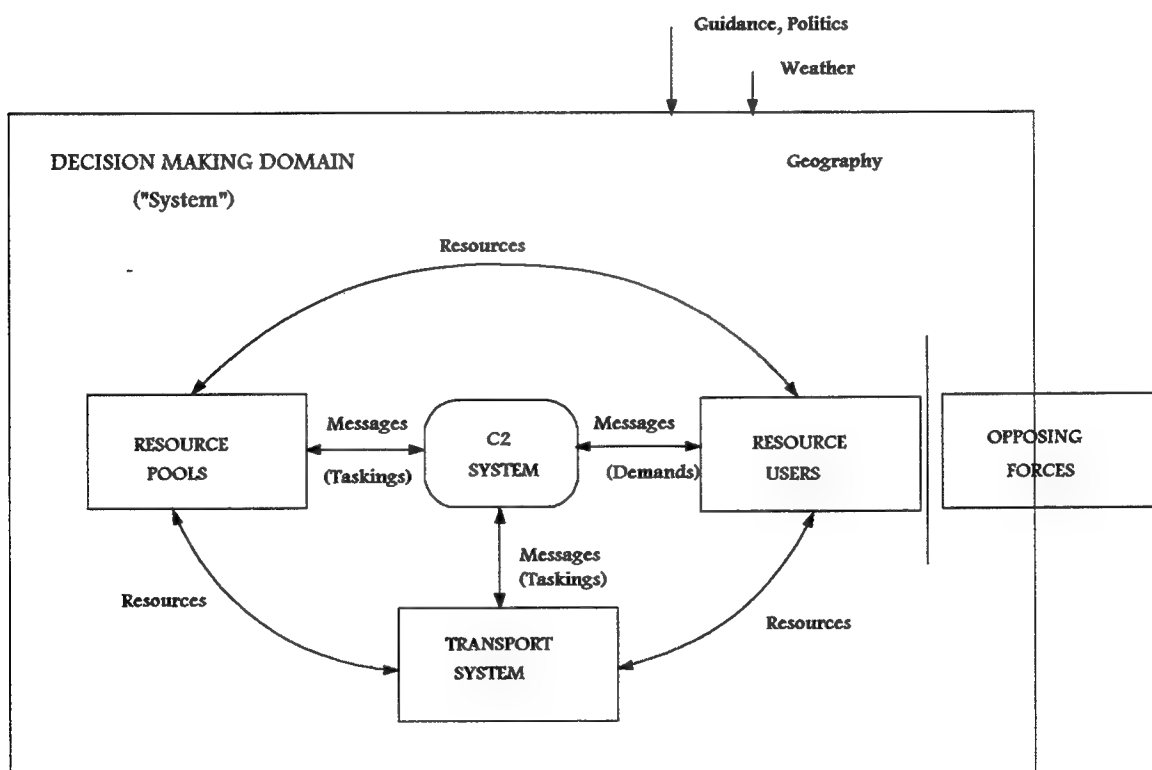 Guidance, Politics
Weather
DECISION MAKING DOMAIN
("System")
Geography
Resources
RESOURCE
POOLS
Messages
(Taskings)
C2
SYSTEM
Messages
(Demands)
RESOURCE
USERS
OPPOSING
FORCES
Messages
(Taskings)
Resources
TRANSPORT
SYSTEM
Resources